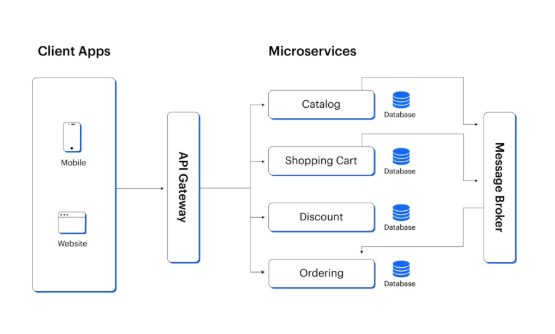 Client Apps
Microservices
Mobile
Website
API Gateway
Catalog
Database
Shopping Cart
Database
Discount
Database
Ordering
Database
Message Broker